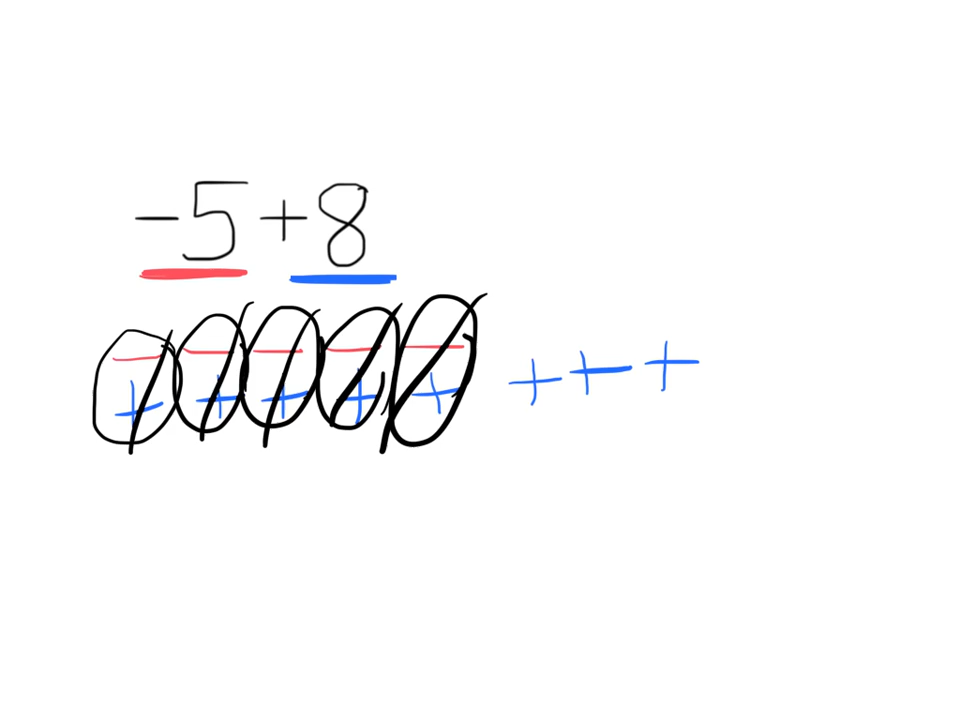 -5+8
- - - - -
+ + + + + + + +